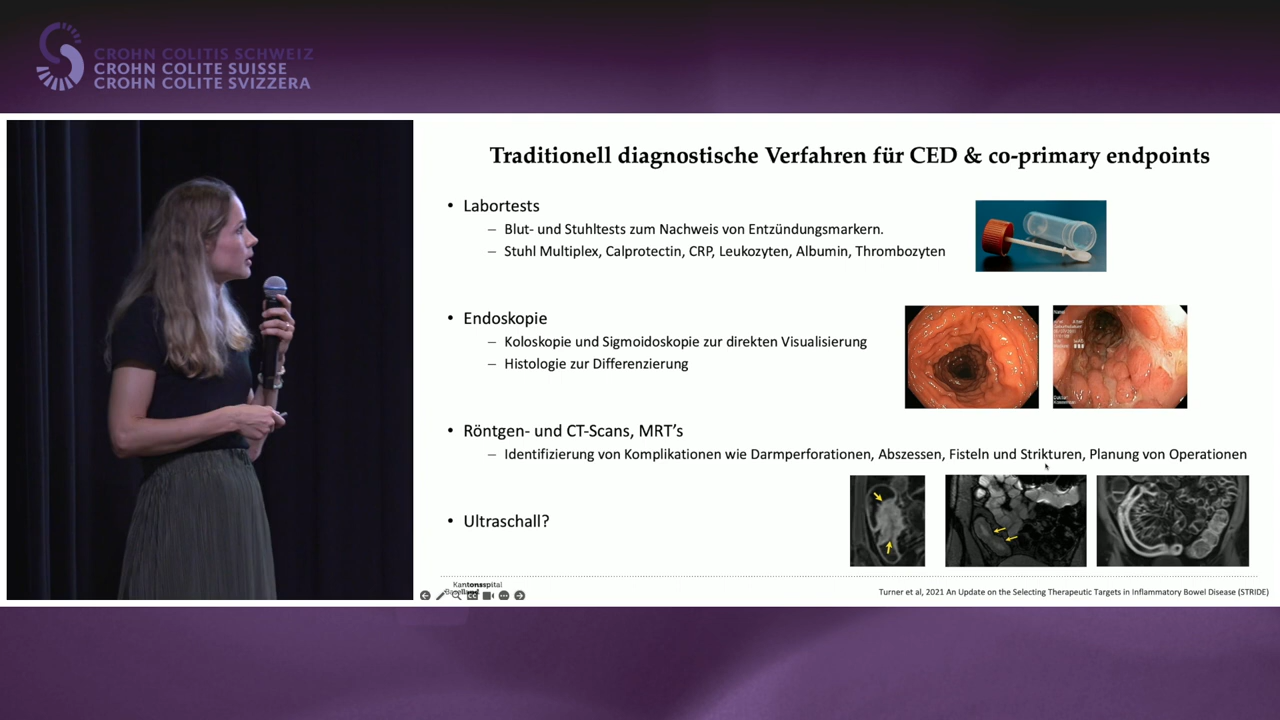 CROHN COLITIS SCHWEIZ
CROHN COLITE SUISSE
CROHN COLITE SVIZZERA
Traditionell diagnostische Verfahren für CED & co-primary endpoints
• Labortests
– Blut- und Stuhltests zum Nachweis von Entzündungsmarkern.
– Stuhl Multiplex, Calprotectin, CRP, Leukozyten, Albumin, Thrombozyten
• Endoskopie
– Koloskopie und Sigmoidoskopie zur direkten Visualisierung
– Histologie zur Differenzierung
• Röntgen- und CT-Scans, MRT’s
– Identifizierung von Komplikationen wie Darmperforationen, Abszessen, Fisteln und Strikturen, Planung von Operationen
• Ultraschall?
Kantonsspital
Turner et al, 2021 An Update on the Selecting Therapeutic Targets in Inflammatory Bowel Disease (STRIDE)